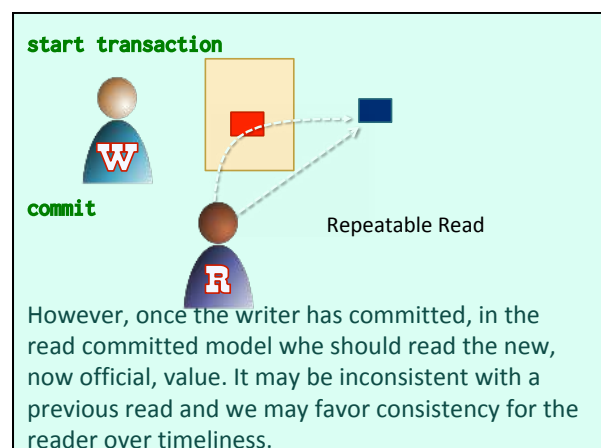 start transaction
W
commit
Repeatable Read
R
However, once the writer has committed, in the
read committed model whe should read the new,
now official, value. It may be inconsistent with a
previous read and we may favor consistency for the
reader over timeliness.